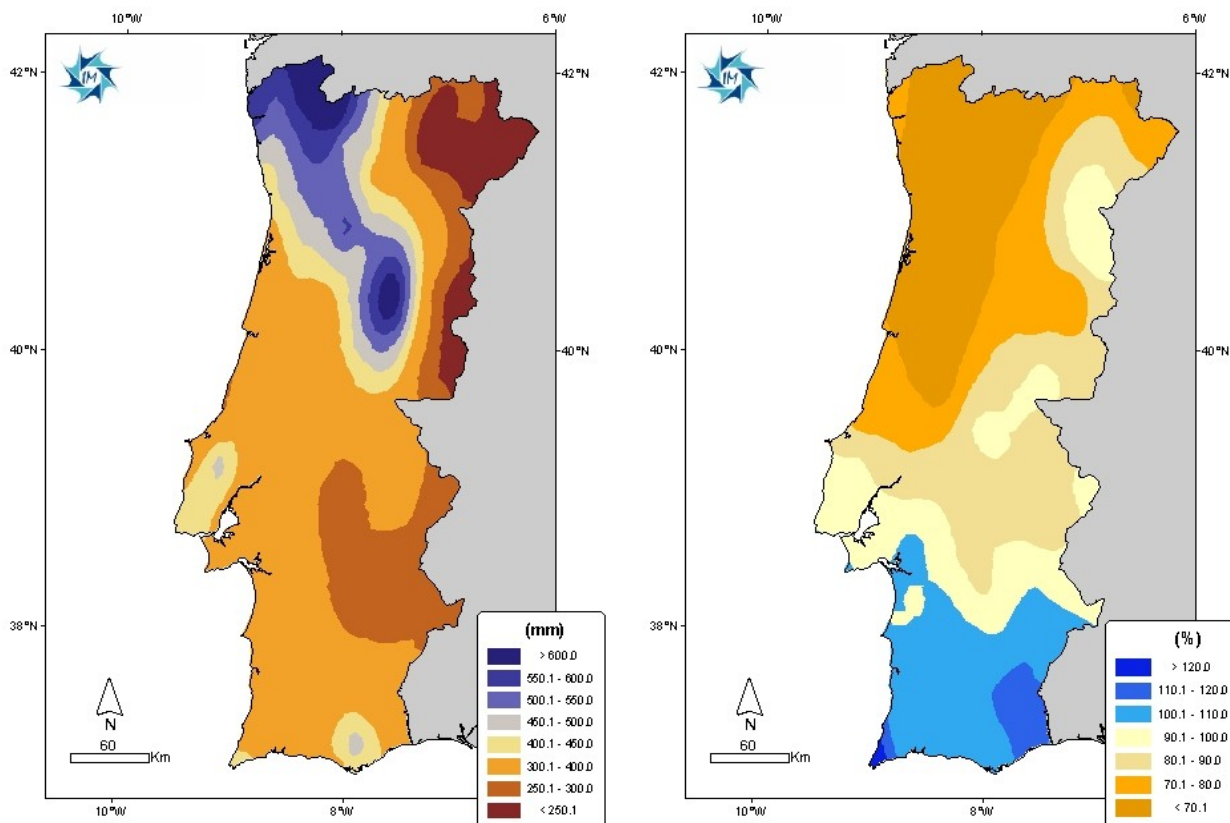 10°W
6°W
IM
42°N
42°N
40°N
40°N
38°N
(mm)
> 600.0
550.1 - 600.0
500.1 - 550.0
450.1 - 500.0
400.1 - 450.0
300.1 - 400.0
250.1 - 300.0
< 250.1
N
60
Km
10°W
8°W
10°W
6°W
IM
42°N
42°N
40°N
40°N
38°N
(%)
> 120.0
110.1 - 120.0
100.1 - 110.0
90.1 - 100.0
80.1 - 90.0
70.1 - 80.0
< 70.1
N
60
Km
10°W
8°W